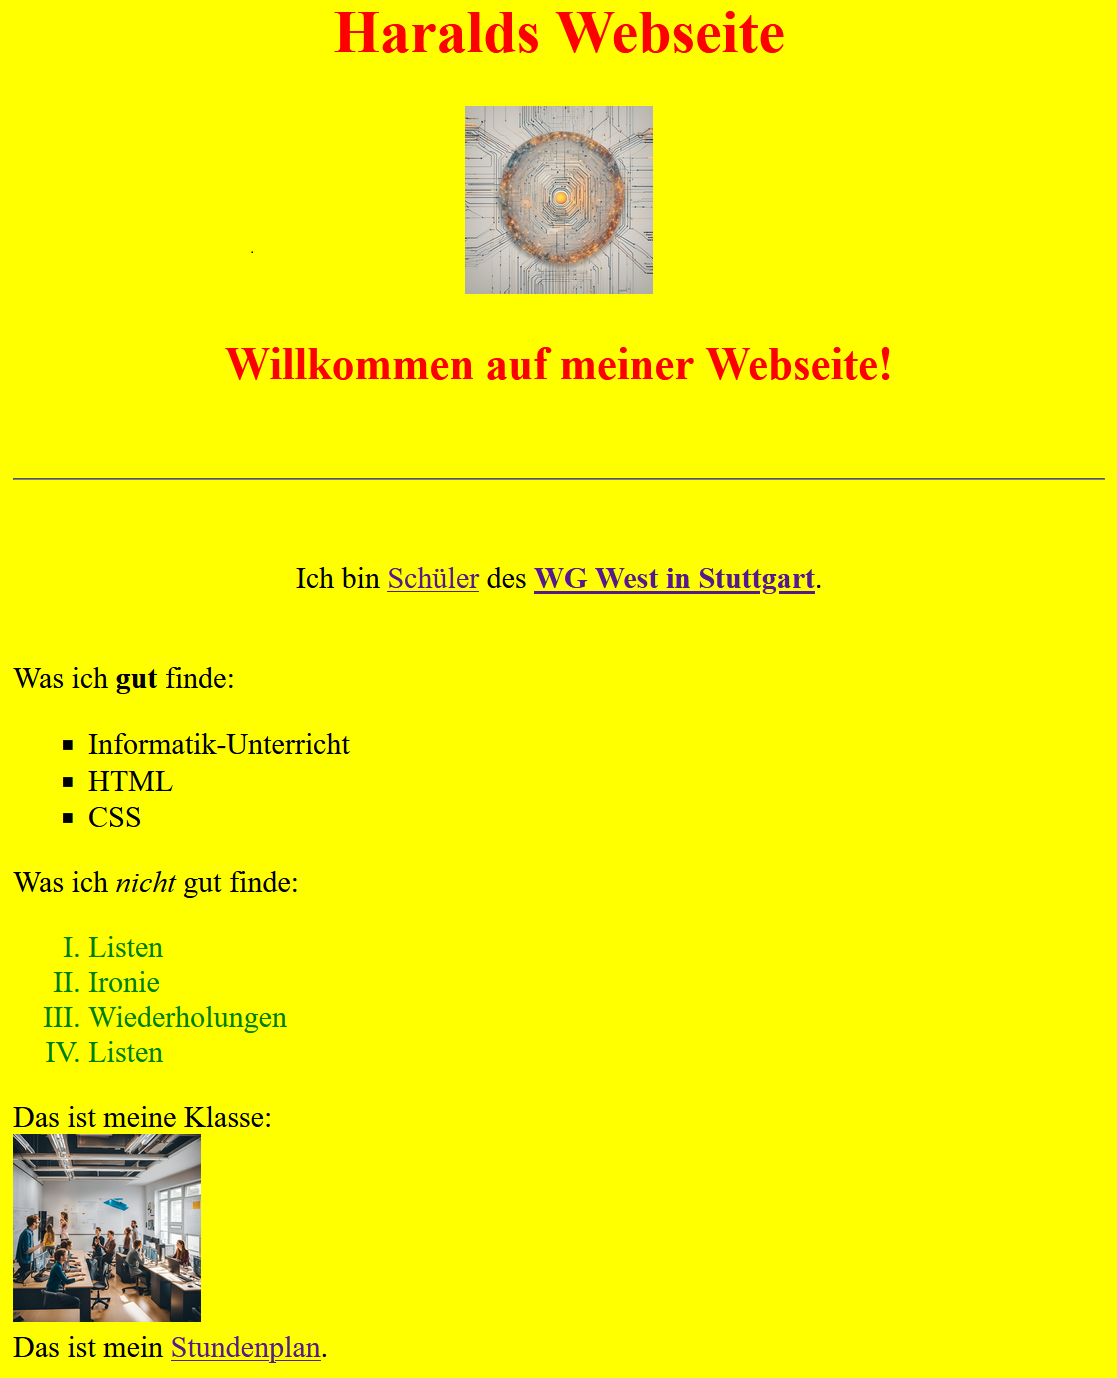 Haralds Webseite
Willkommen auf meiner Webseite!
Ich bin Schüler des WG West in Stuttgart.
Was ich gut finde:
▪ Informatik-Unterricht
▪ HTML
▪ CSS
Was ich nicht gut finde:
I. Listen
II. Ironie
III. Wiederholungen
IV. Listen
Das ist meine Klasse:
Das ist mein Stundenplan.